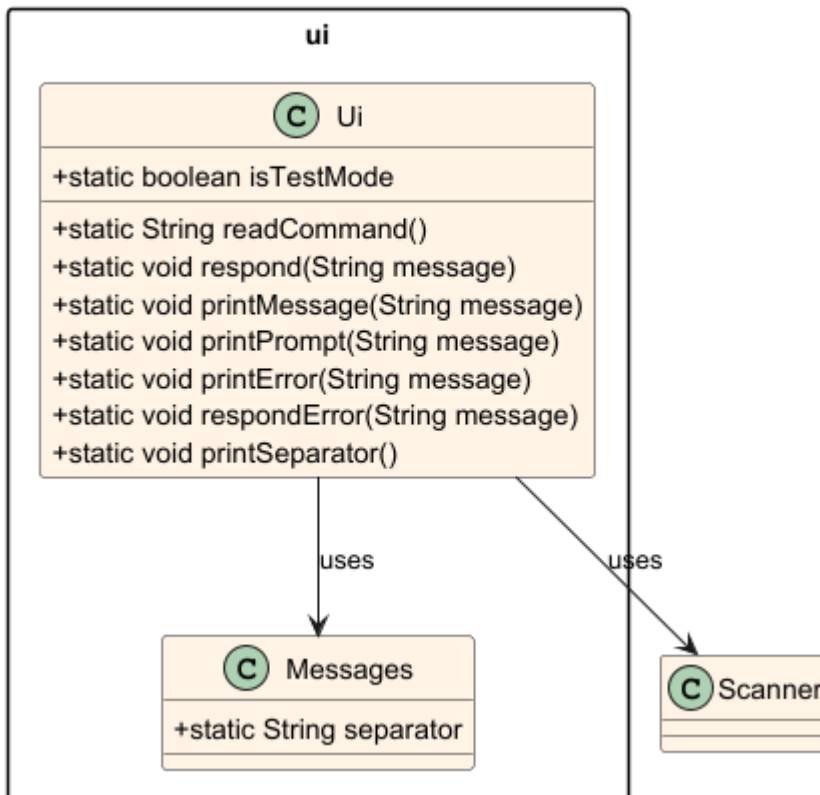 ui
C Ui
+static boolean isTestMode
+static String readCommand()
+static void respond(String message)
+static void printMessage(String message)
+static void printPrompt(String message)
+static void printError(String message)
+static void respondError(String message)
+static void printSeparator()
uses
uses
C Messages
+static String separator
C Scanner